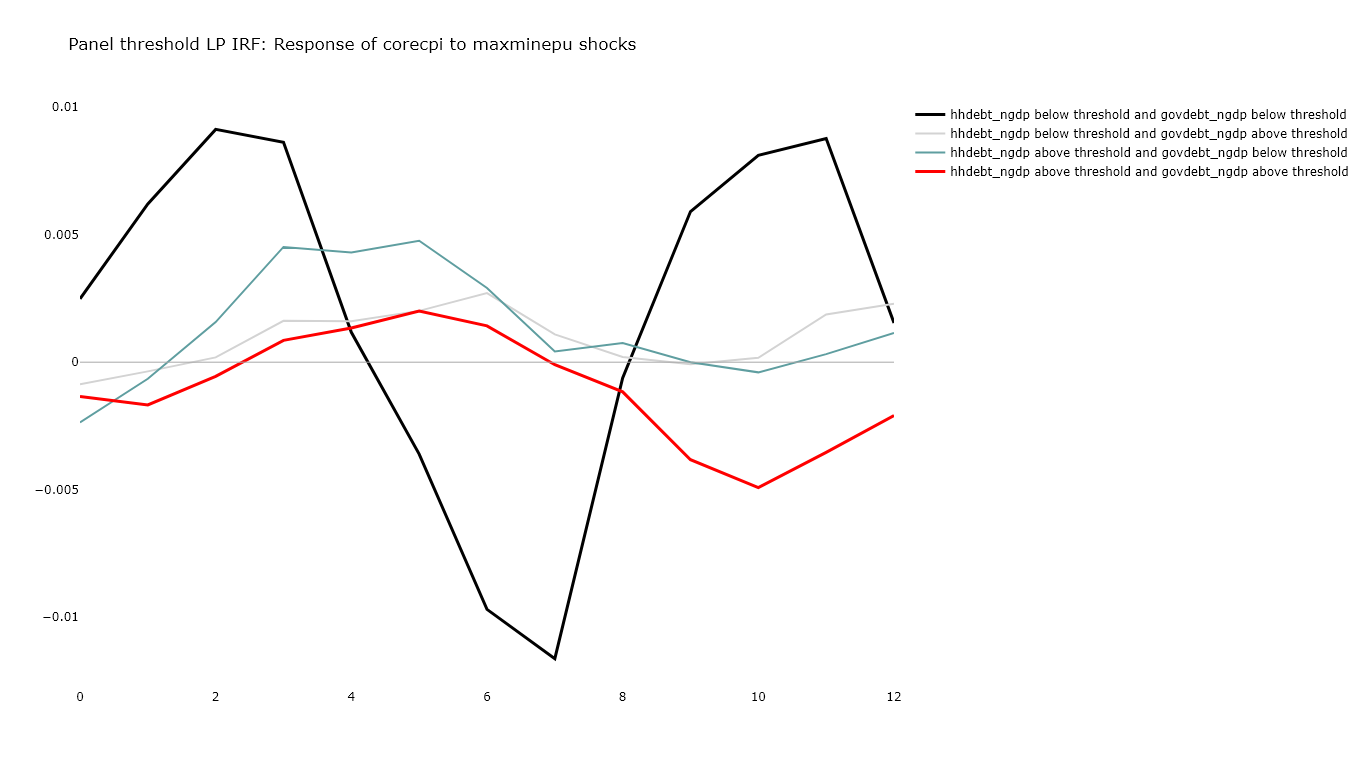 Panel threshold LP IRF: Response of corecpi to maxminepu shocks
0.01
0.005
0
−0.005
−0.01
0 2 4 6 8 10 12
hhdebt_ngdp below threshold and govdebt_ngdp below threshold
hhdebt_ngdp below threshold and govdebt_ngdp above threshold
hhdebt_ngdp above threshold and govdebt_ngdp below threshold
hhdebt_ngdp above threshold and govdebt_ngdp above threshold